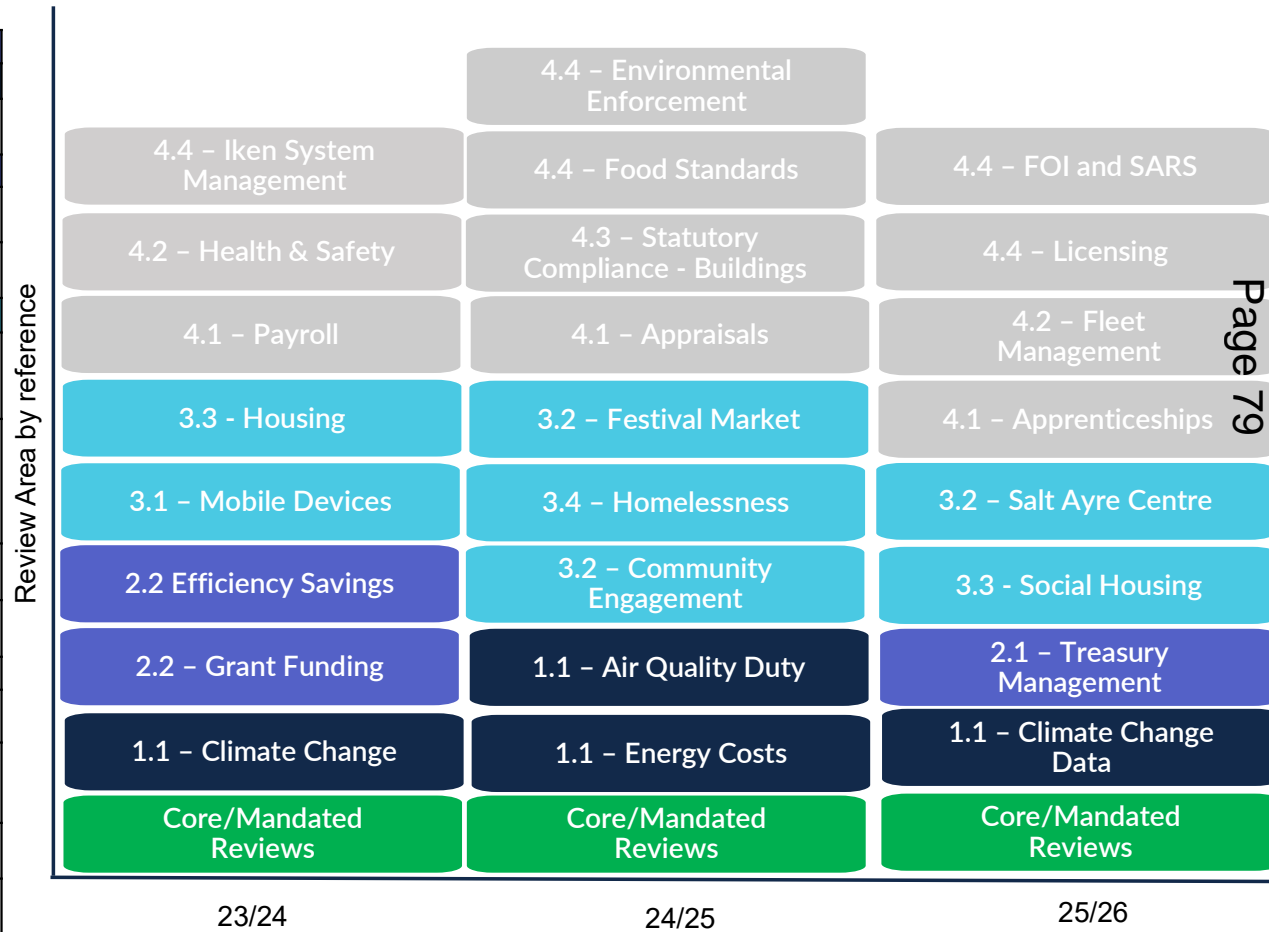 Review Area by reference
4.4 – Iken System
Management
4.2 – Health & Safety
4.1 – Payroll
3.3 - Housing
3.1 – Mobile Devices
2.2 Efficiency Savings
2.2 – Grant Funding
1.1 – Climate Change
Core/Mandated
Reviews
23/24
4.4 – Environmental
Enforcement
4.4 – Food Standards
4.3 – Statutory
Compliance - Buildings
4.1 – Appraisals
3.2 – Festival Market
3.4 – Homelessness
3.2 – Community
Engagement
1.1 – Air Quality Duty
1.1 – Energy Costs
Core/Mandated
Reviews
24/25
4.4 – FOI and SARS
4.4 – Licensing
4.2 – Fleet
Management
4.1 – Apprenticeships
3.2 – Salt Ayre Centre
3.3 - Social Housing
2.1 – Treasury
Management
1.1 – Climate Change
Data
Core/Mandated
Reviews
25/26
Page 79